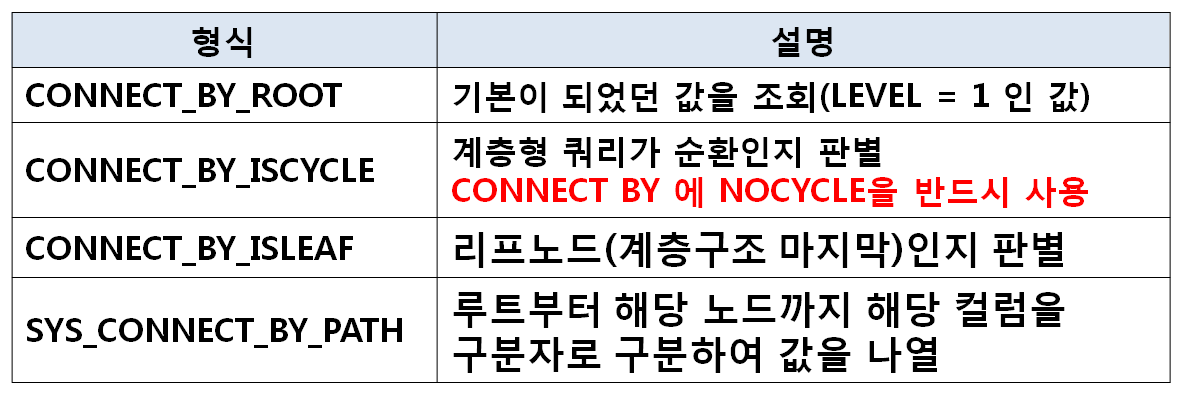 형식
설명
CONNECT_BY_ROOT
기본이 되었던 값을 조회(LEVEL = 1 인 값)
CONNECT_BY_ISCYCLE
계층형 쿼리가 순환인지 판별
CONNECT BY 에 NOCYCLE을 반드시 사용
CONNECT_BY_ISLEAF
리프노드(계층구조 마지막)인지 판별
SYS_CONNECT_BY_PATH
루트부터 해당 노드까지 해당 컬럼을
구분자로 구분하여 값을 나열